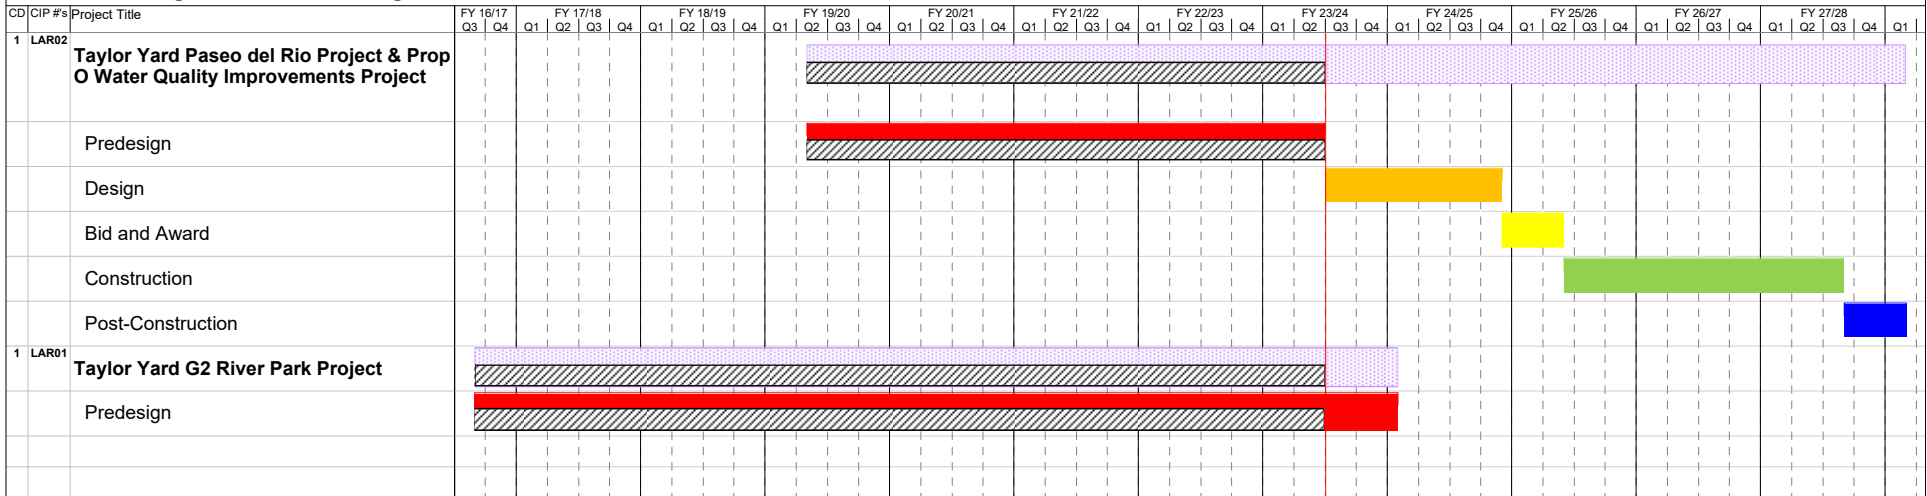 CD CIP #'s Project Title FY 16/17 FY 17/18 FY 18/19 FY 19/20 FY 20/21 FY 21/22 FY 22/23 FY 23/24 FY 24/25 FY 25/26 FY 26/27 FY 27/28
Q3 Q4 Q1 Q2 Q3 Q4 Q1 Q2 Q3 Q4 Q1 Q2 Q3 Q4 Q1 Q2 Q3 Q4 Q1 Q2 Q3 Q4 Q1 Q2 Q3 Q4 Q1 Q2 Q3 Q4 Q1 Q2 Q3 Q4 Q1 Q2 Q3 Q4 Q1 Q2 Q3 Q4 Q1 Q2 Q3 Q4 Q1
1 LAR02
Taylor Yard Paseo del Rio Project & Prop
O Water Quality Improvements Project
Predesign
Design
Bid and Award
Construction
Post-Construction
1 LAR01
Taylor Yard G2 River Park Project
Predesign